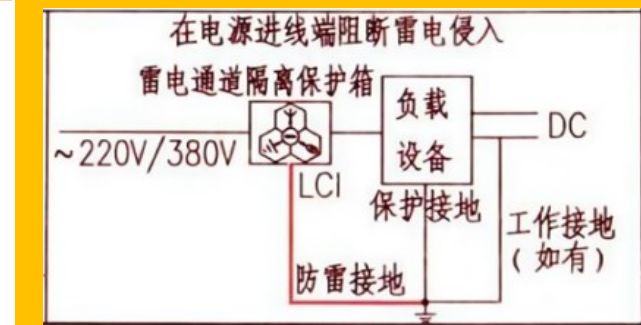 在电源进线端阻断雷电侵入
雷电通道隔离保护箱
~220V/380V
LCI
负载
设备
DC
保护接地
工作接地
(如有)
防雷接地